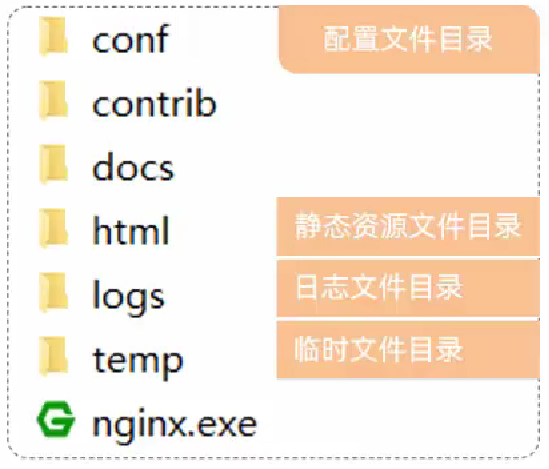 conf 配置文件目录
contrib
docs
html 静态资源文件目录
logs 日志文件目录
temp 临时文件目录
nginx.exe